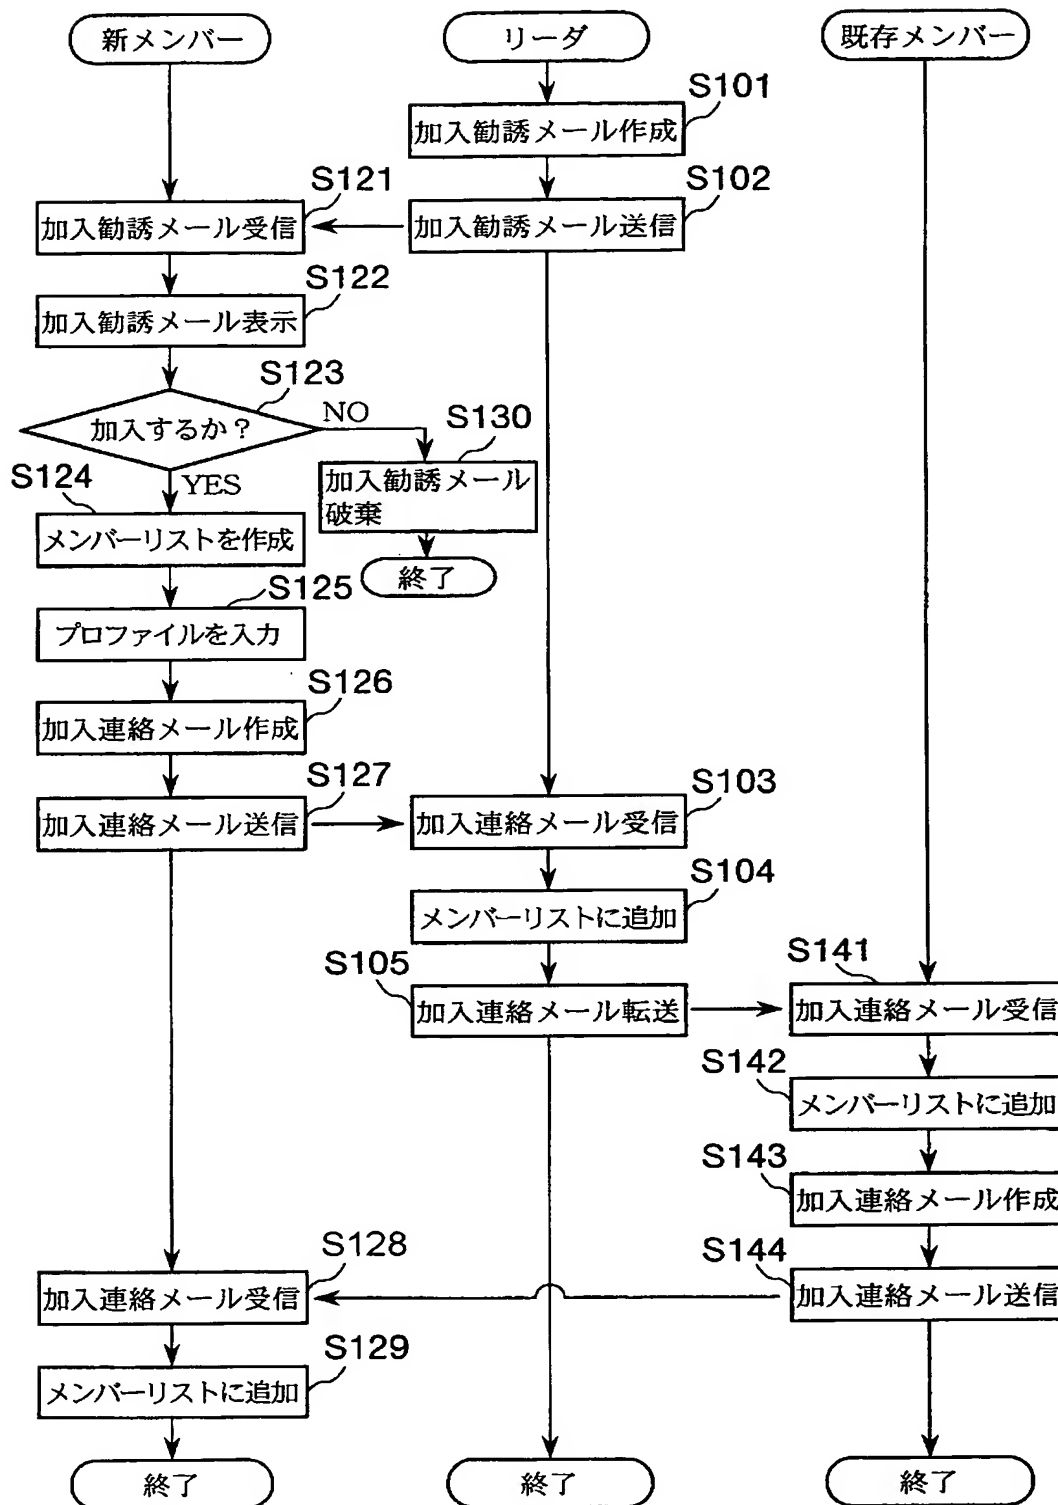 新メンバー
リーダ
既存メンバー
S101
加入勧誘メール作成
S121
S102
加入勧誘メール受信
加入勧誘メール送信
S122
加入勧誘メール表示
S123
加入するか？
NO
S130
加入勧誘メール
破棄
終了
S124
YES
メンバーリストを作成
S125
プロファイルを入力
S126
加入連絡メール作成
S127
加入連絡メール送信
S103
加入連絡メール受信
S104
メンバーリストに追加
S105
加入連絡メール転送
S141
加入連絡メール受信
S142
メンバーリストに追加
S143
加入連絡メール作成
S128
S144
加入連絡メール受信
加入連絡メール送信
S129
メンバーリストに追加
終了
終了
終了